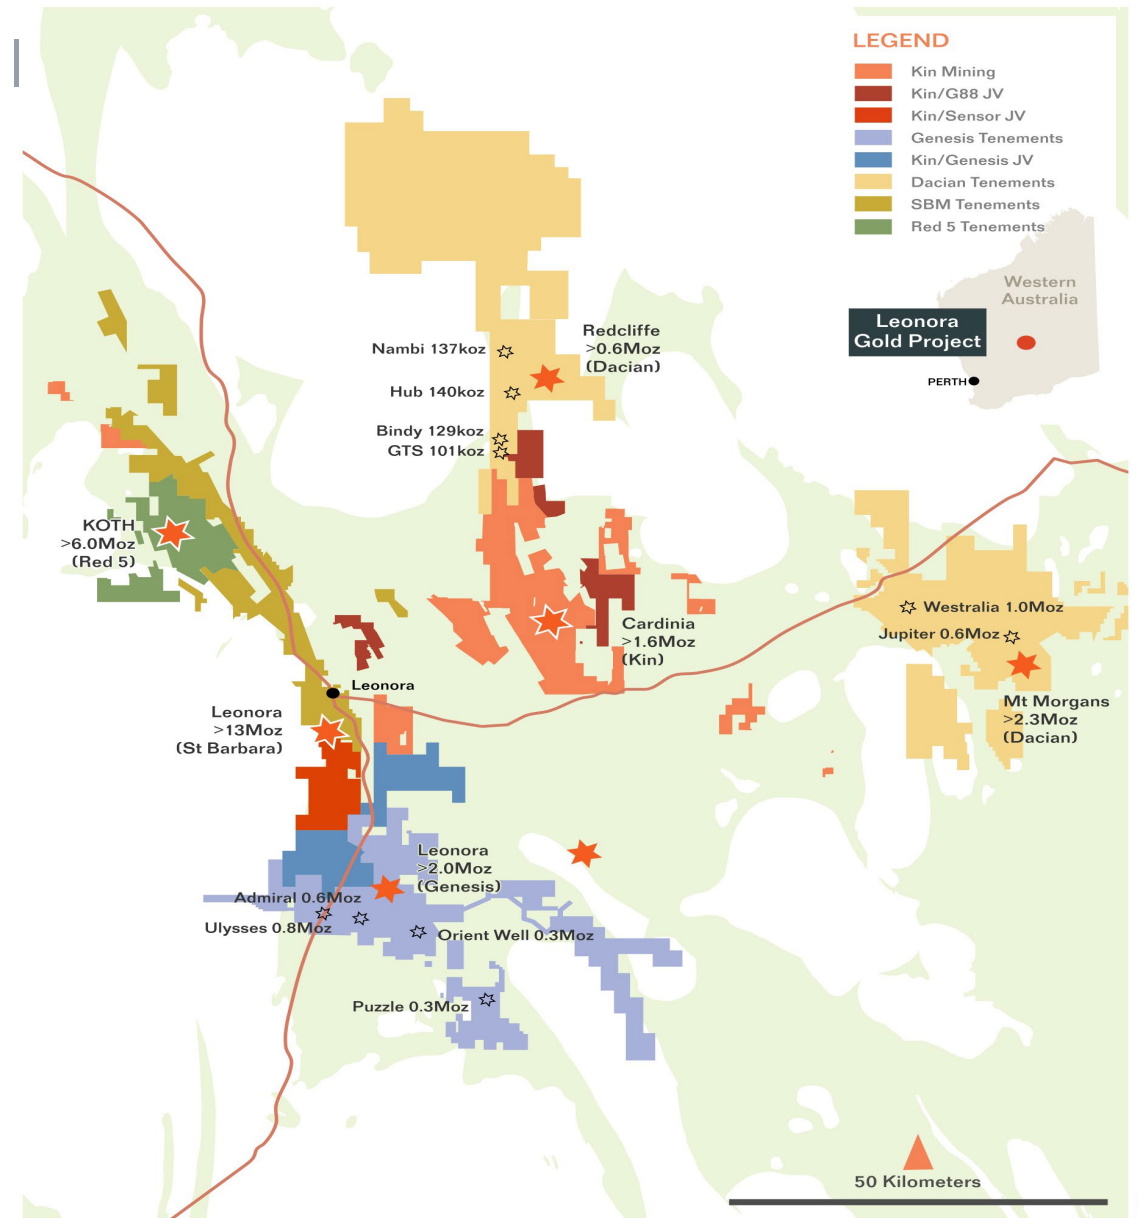 LEGEND
Kin Mining
Kin/G88 JV
Kin/Sensor JV
Genesis Tenements
Kin/Genesis JV
Dacian Tenements
SBM Tenements
Red 5 Tenements
Western
Australia
Leonora
Gold Project
PERTH
Redcliffe
>0.6Moz
(Dacian)
Nambi 137koz
Hub 140koz
Bindy 129koz
GTS 101koz
KOTH
>6.0Moz
(Red 5)
Westralia 1.0Moz
Jupiter 0.6Moz
Cardinia
>1.6Moz
(Kin)
Leonora
Mt Morgans
>2.3Moz
(Dacian)
Leonora
>13Moz
(St Barbara)
Leonora
>2.0Moz
(Genesis)
Admiral 0.6Moz
Ulysses 0.8Moz
Orient Well 0.3Moz
Puzzle 0.3Moz
50 Kilometers